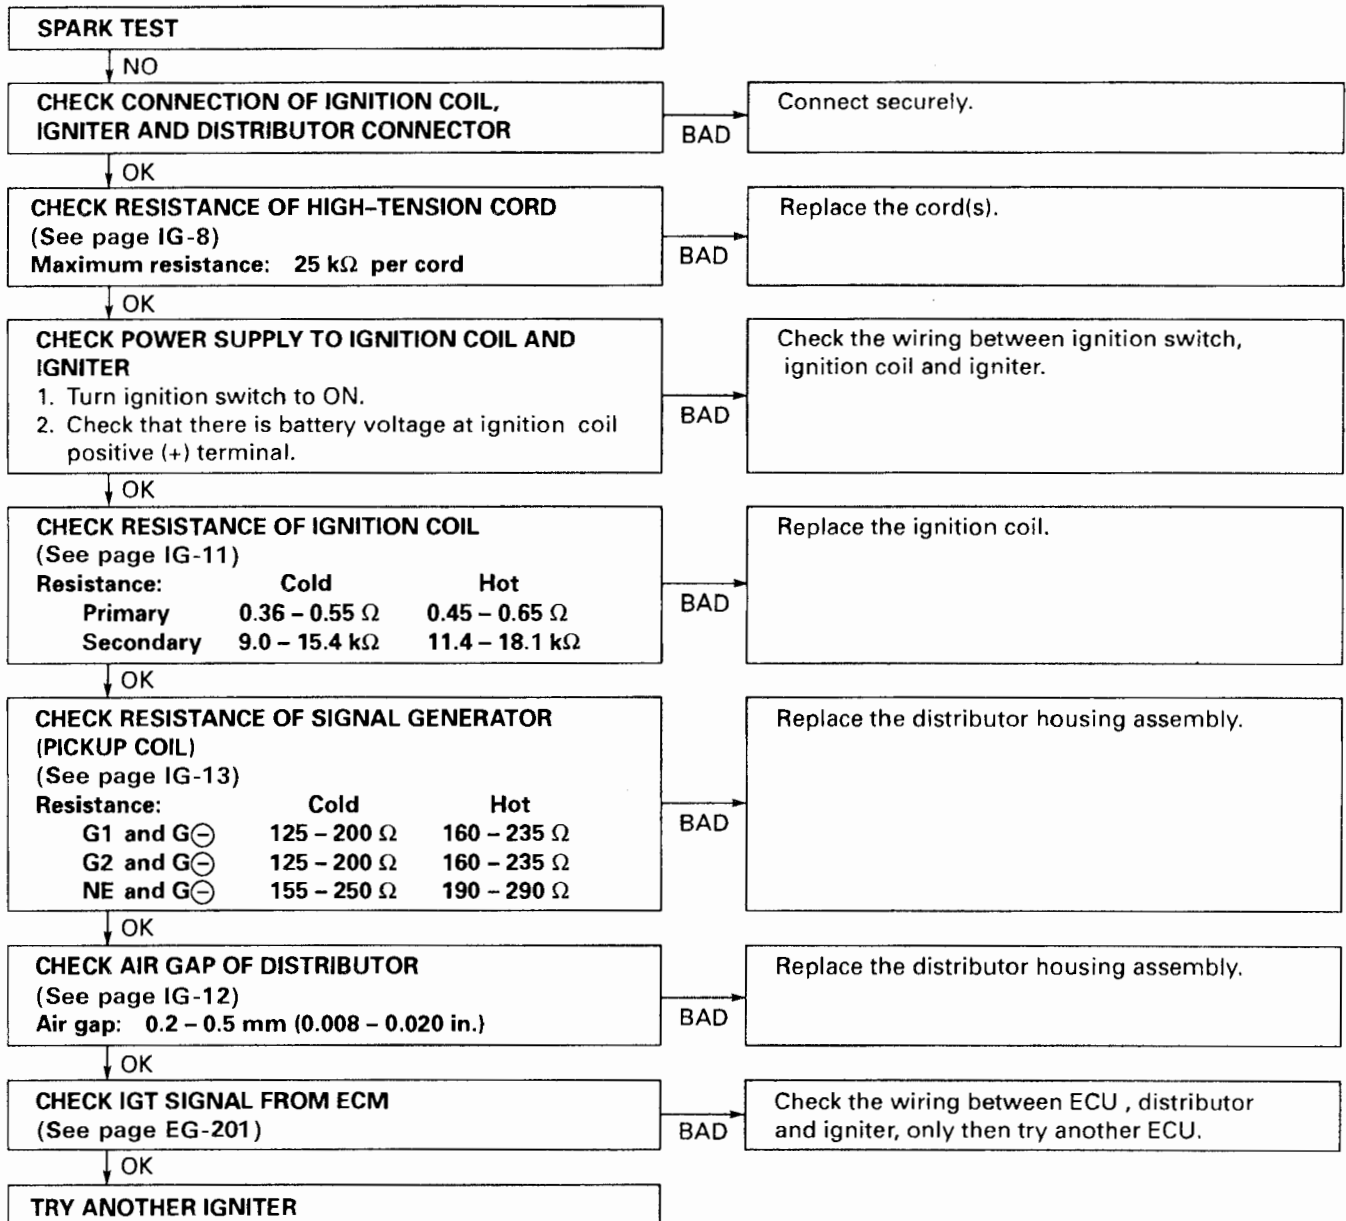 SPARK TEST
NO
CHECK CONNECTION OF IGNITION COIL,
IGNITER AND DISTRIBUTOR CONNECTOR
BAD
Connect securely.
OK
CHECK RESISTANCE OF HIGH–TENSION CORD
(See page IG-8)
Maximum resistance: 25 kΩ per cord
BAD
Replace the cord(s).
OK
CHECK POWER SUPPLY TO IGNITION COIL AND
IGNITER
1. Turn ignition switch to ON.
2. Check that there is battery voltage at ignition coil
positive (+) terminal.
BAD
Check the wiring between ignition switch,
ignition coil and igniter.
OK
CHECK RESISTANCE OF IGNITION COIL
(See page IG-11)
Resistance: Cold Hot
Primary 0.36 – 0.55 Ω 0.45 – 0.65 Ω
Secondary 9.0 – 15.4 kΩ 11.4 – 18.1 kΩ
BAD
Replace the ignition coil.
OK
CHECK RESISTANCE OF SIGNAL GENERATOR
(PICKUP COIL)
(See page IG-13)
Resistance: Cold Hot
G1 and G⊖ 125 – 200 Ω 160 – 235 Ω
G2 and G⊖ 125 – 200 Ω 160 – 235 Ω
NE and G⊖ 155 – 250 Ω 190 – 290 Ω
BAD
Replace the distributor housing assembly.
OK
CHECK AIR GAP OF DISTRIBUTOR
(See page IG-12)
Air gap: 0.2 – 0.5 mm (0.008 – 0.020 in.)
BAD
Replace the distributor housing assembly.
OK
CHECK IGT SIGNAL FROM ECM
(See page EG-201)
BAD
Check the wiring between ECU , distributor
and igniter, only then try another ECU.
OK
TRY ANOTHER IGNITER